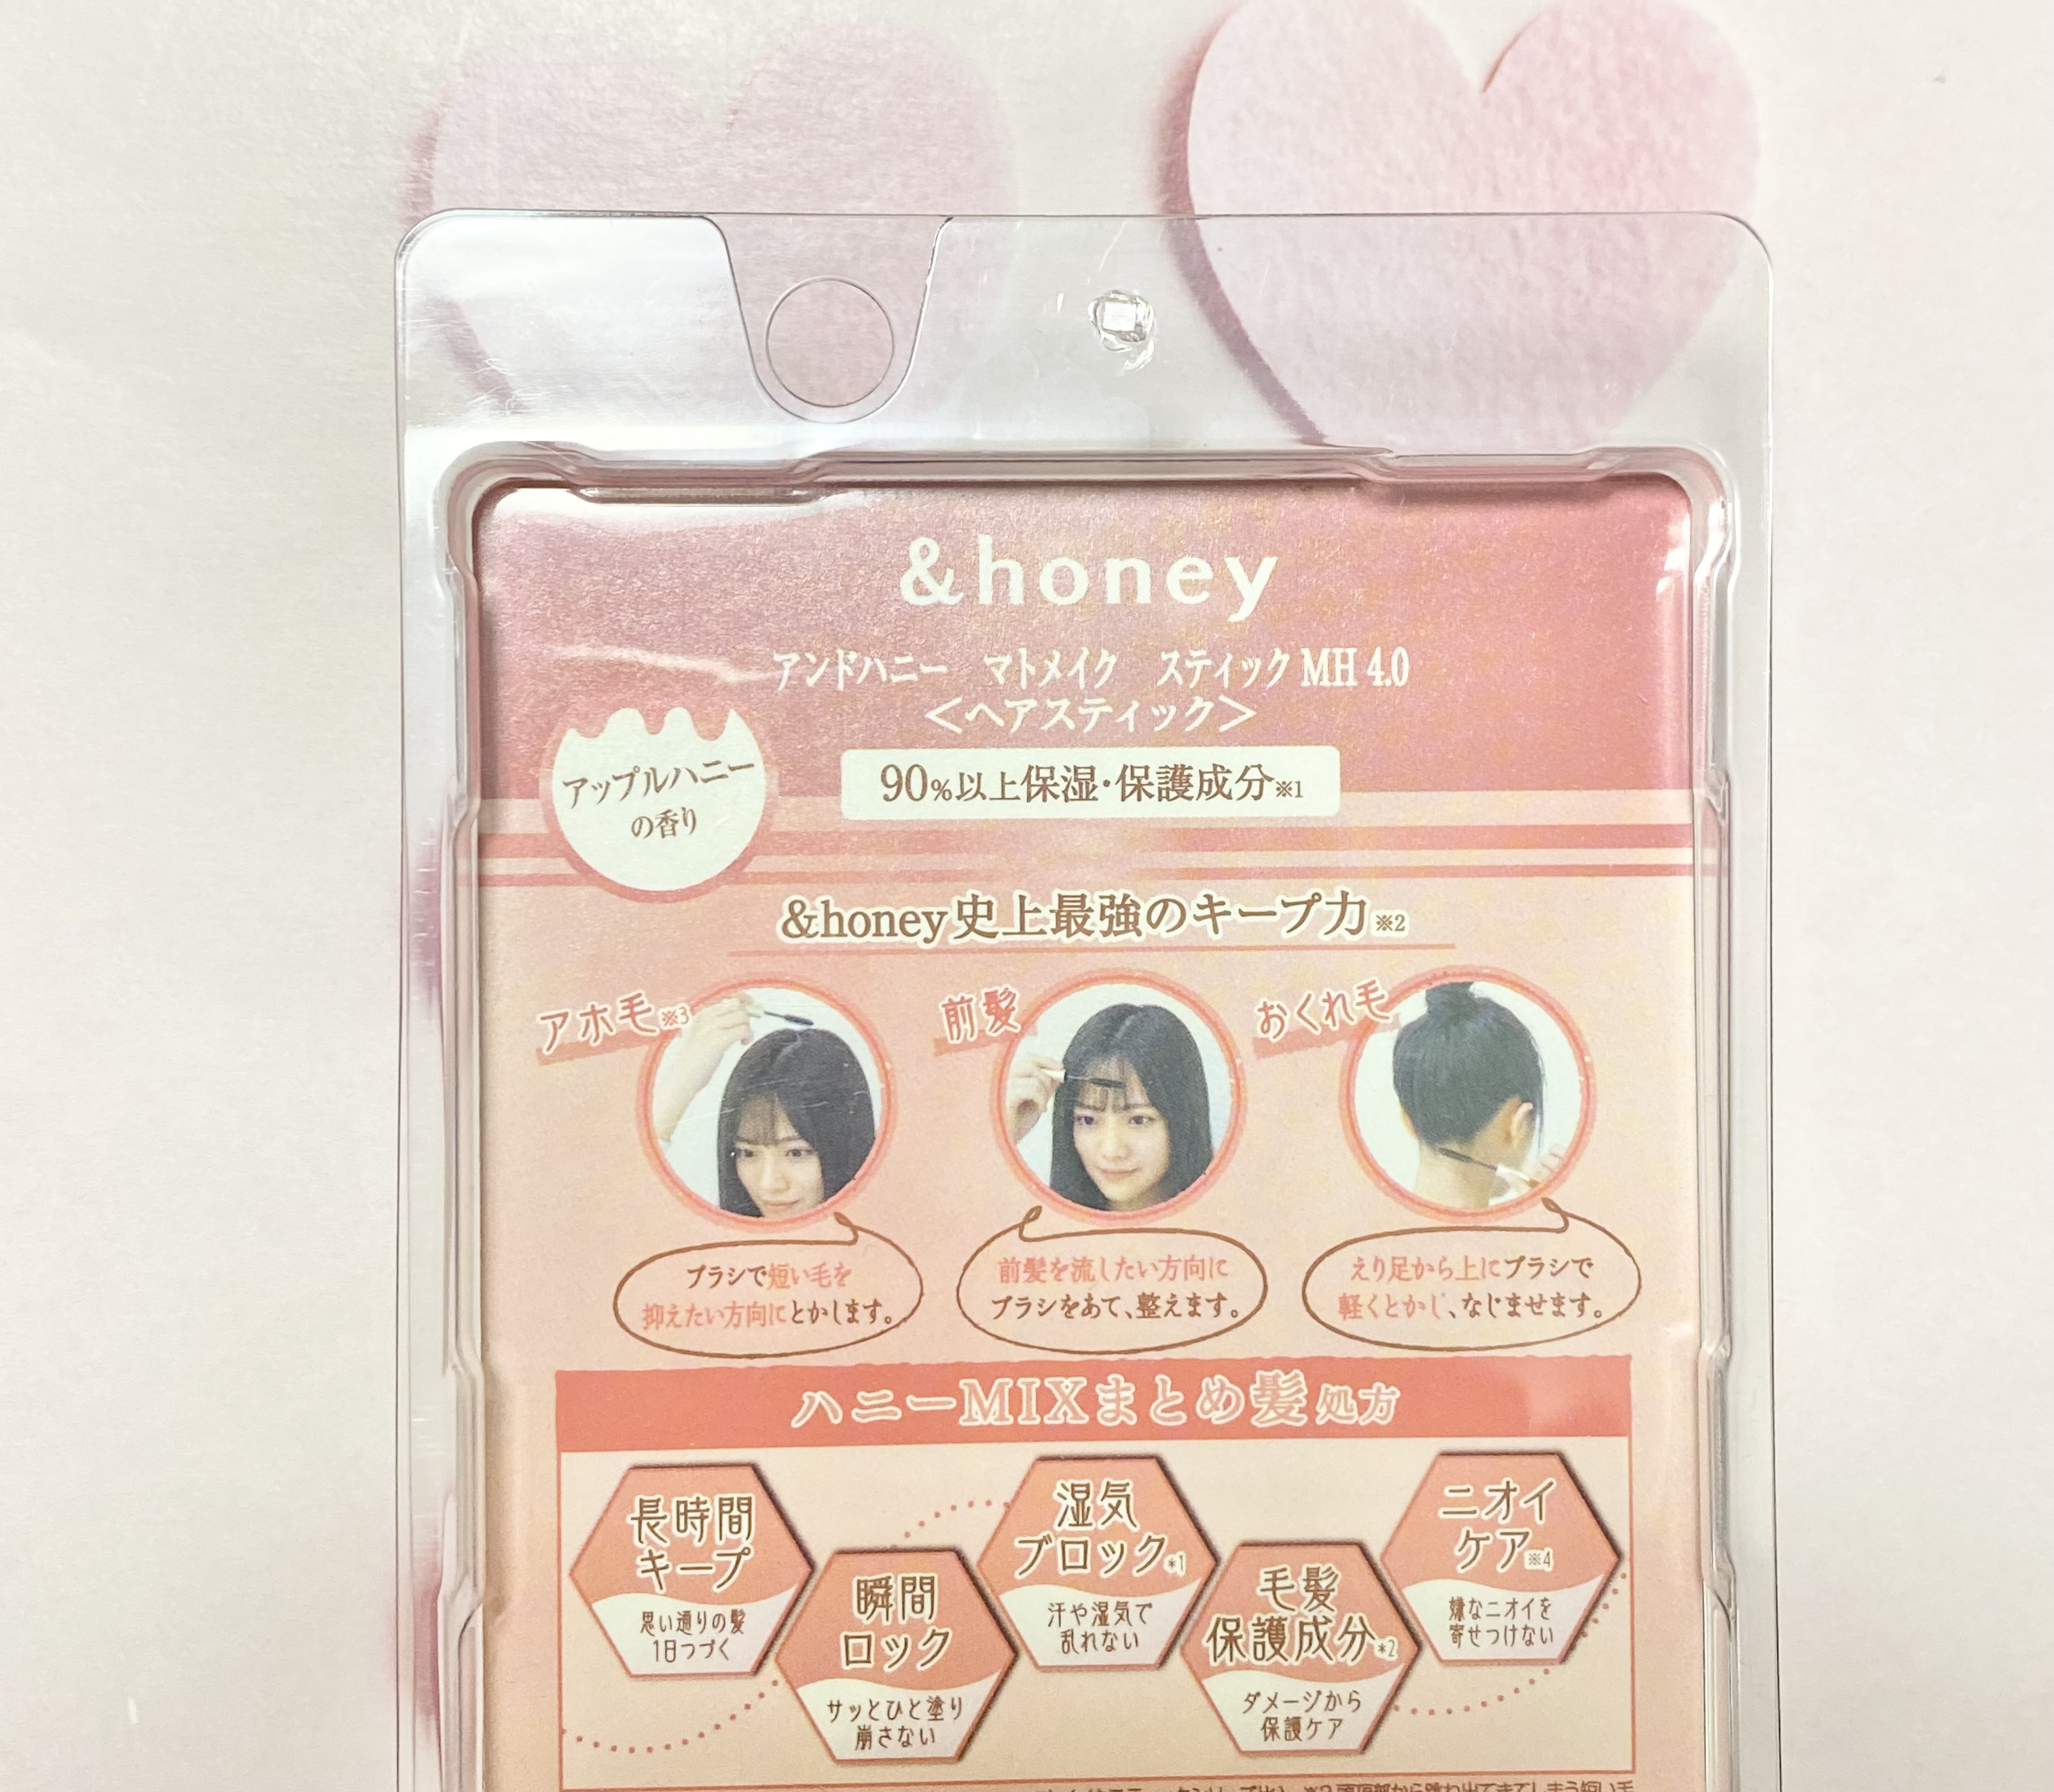 &honey
アンドハニー　マトメイク　スティック MH 4.0
＜ヘアスティック＞
90%以上保湿・保護成分※1
アップルハニー
の香り
&honey史上最強のキープ力※2
アホ毛※3
ブラシで短い毛を
抑えたい方向にとかします。
前髪
前髪を流したい方向に
ブラシをあて、整えます。
おくれ毛
えり足から上にブラシで
軽くとかし、なじませます。
ハニーMIXまとめ髪処方
長時間
キープ
思い通りの髪
1日つづく
瞬間
ロック
サッとひと塗り
崩さない
湿気
ブロック*1
汗や湿気で
乱れない
毛髪
保護成分*2
ダメージから
保護ケア
ニオイ
ケア※4
嫌なニオイを
寄せつけない